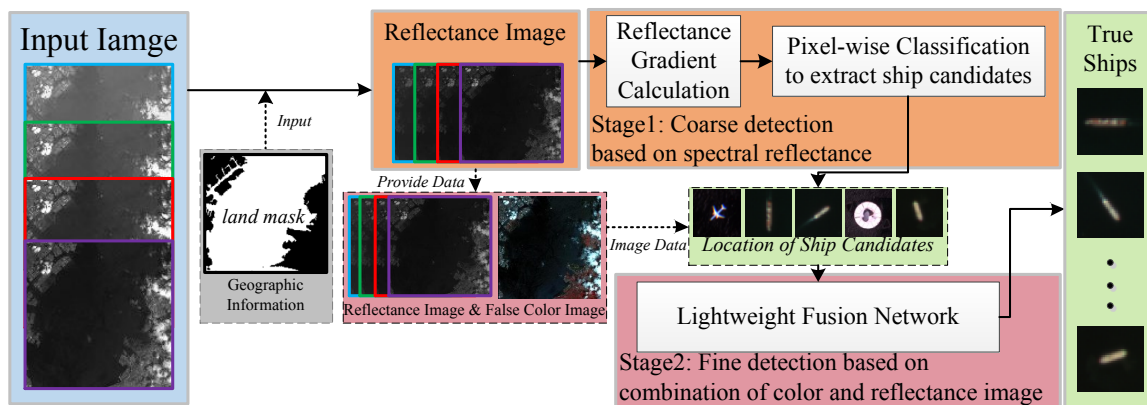 Input Iamge
Input
land mask
Geographic
Information
Reflectance Image
Provide Data
Reflectance Image & False Color Image
Image Data
Reflectance
Gradient
Calculation
Pixel-wise Classification
to extract ship candidates
Stage1: Coarse detection
based on spectral reflectance
Location of Ship Candidates
Lightweight Fusion Network
Stage2: Fine detection based on
combination of color and reflectance image
True
Ships